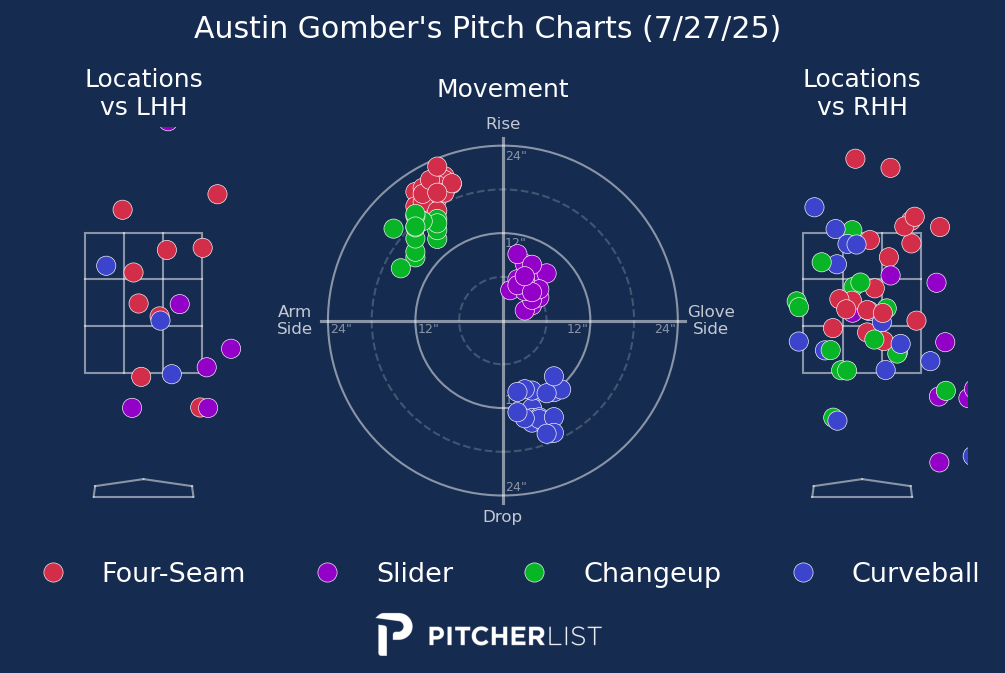 Austin Gomber's Pitch Charts (7/27/25)
Locations
vs LHH
Movement
Locations
vs RHH
Rise
24"
12"
Arm
Side
24"
12"
12"
24"
Glove
Side
24"
Drop
Four-Seam
Slider
Changeup
Curveball
PITCHERLIST